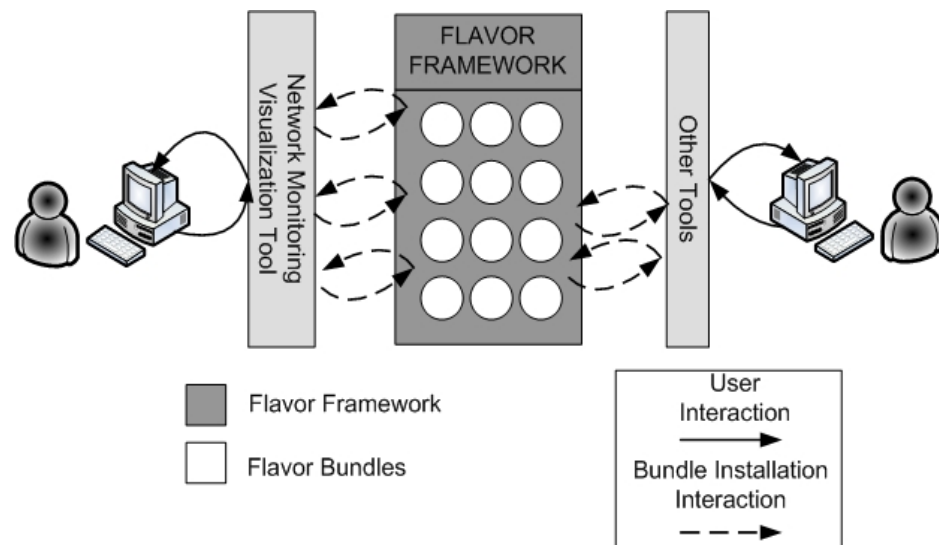 FLAVOR
FRAMEWORK
Network Monitoring
Visualization Tool
Other Tools
Flavor Framework
Flavor Bundles
User
Interaction
Bundle Installation
Interaction